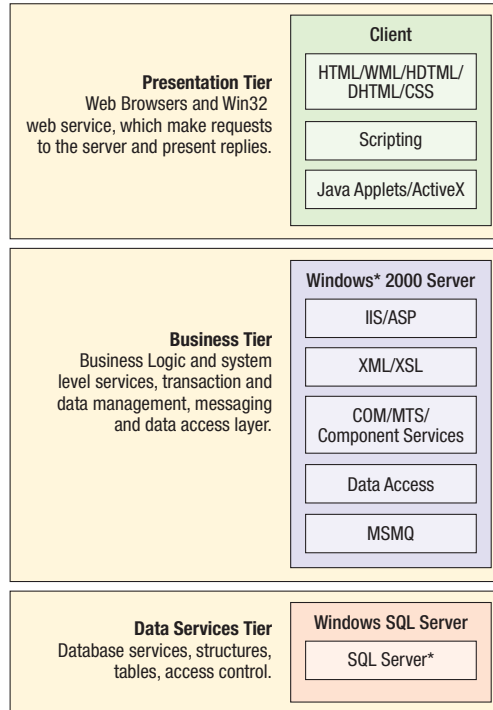 Presentation Tier
Web Browsers and Win32
web service, which make requests
to the server and present replies.
Client
HTML/WML/HDTML/
DHTML/CSS
Scripting
Java Applets/ActiveX
Business Tier
Business Logic and system
level services, transaction and
data management, messaging
and data access layer.
Windows* 2000 Server
IIS/ASP
XML/XSL
COM/MTS/
Component Services
Data Access
MSMQ
Data Services Tier
Database services, structures,
tables, access control.
Windows SQL Server
SQL Server*